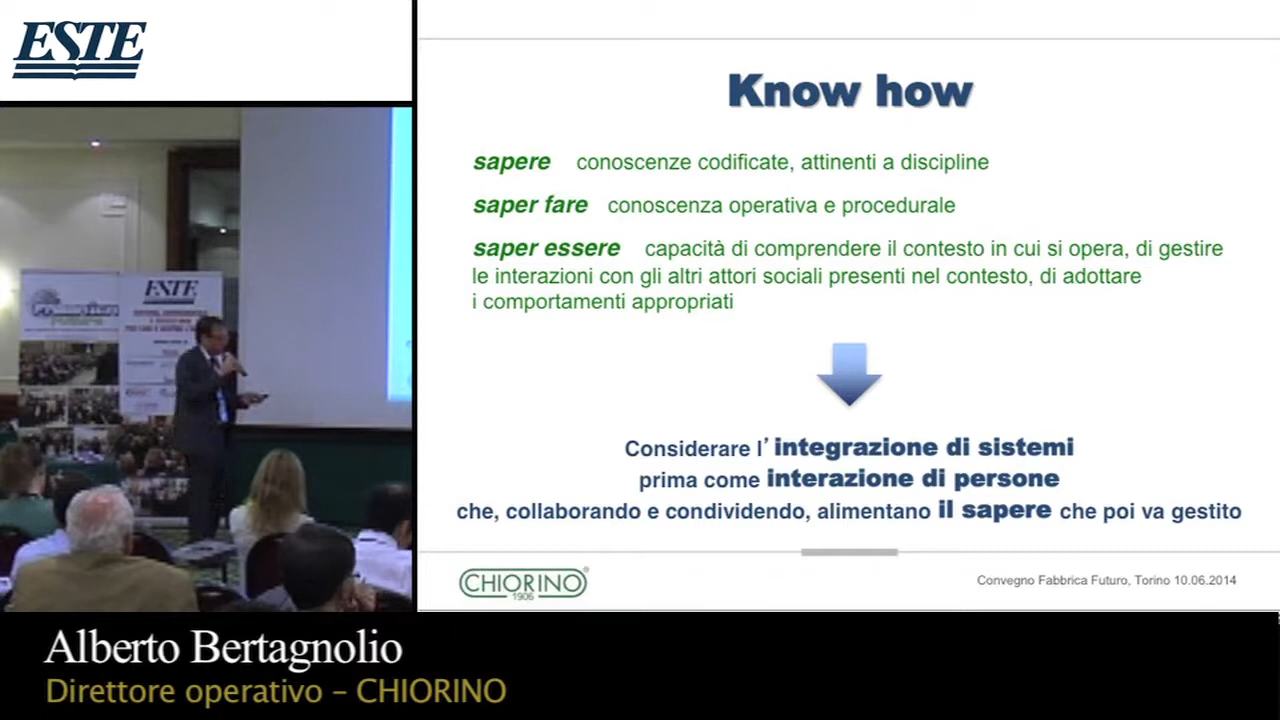 ESTE
Know how
sapere conoscenze codificate, attinenti a discipline
saper fare conoscenza operativa e procedurale
saper essere capacità di comprendere il contesto in cui si opera, di gestire
le interazioni con gli altri attori sociali presenti nel contesto, di adottare
i comportamenti appropriati
Considerare l'integrazione di sistemi
prima come interazione di persone
che, collaborando e condividendo, alimentano il sapere che poi va gestito
CHIORINO®
1906
Convegno Fabbrica Futuro, Torino 10.06.2014
ESTE
Alberto Bertagnolio
Direttore operativo – CHIORINO